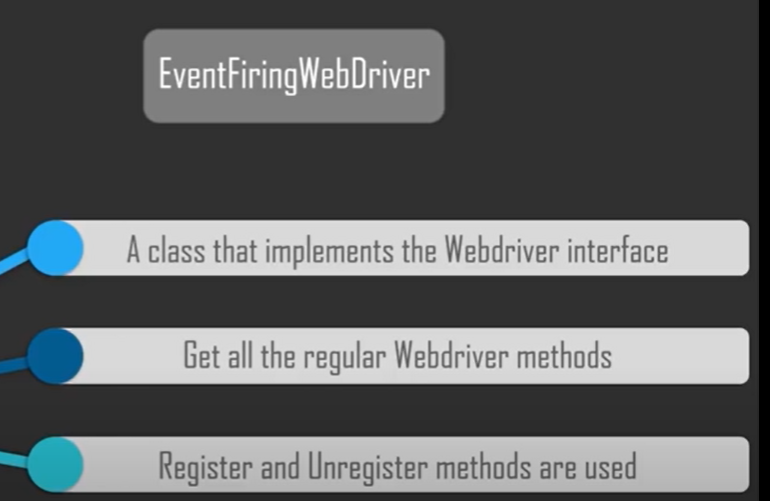 EventFiringWebDriver
A class that implements the Webdriver interface
Get all the regular Webdriver methods
Register and Unregister methods are used